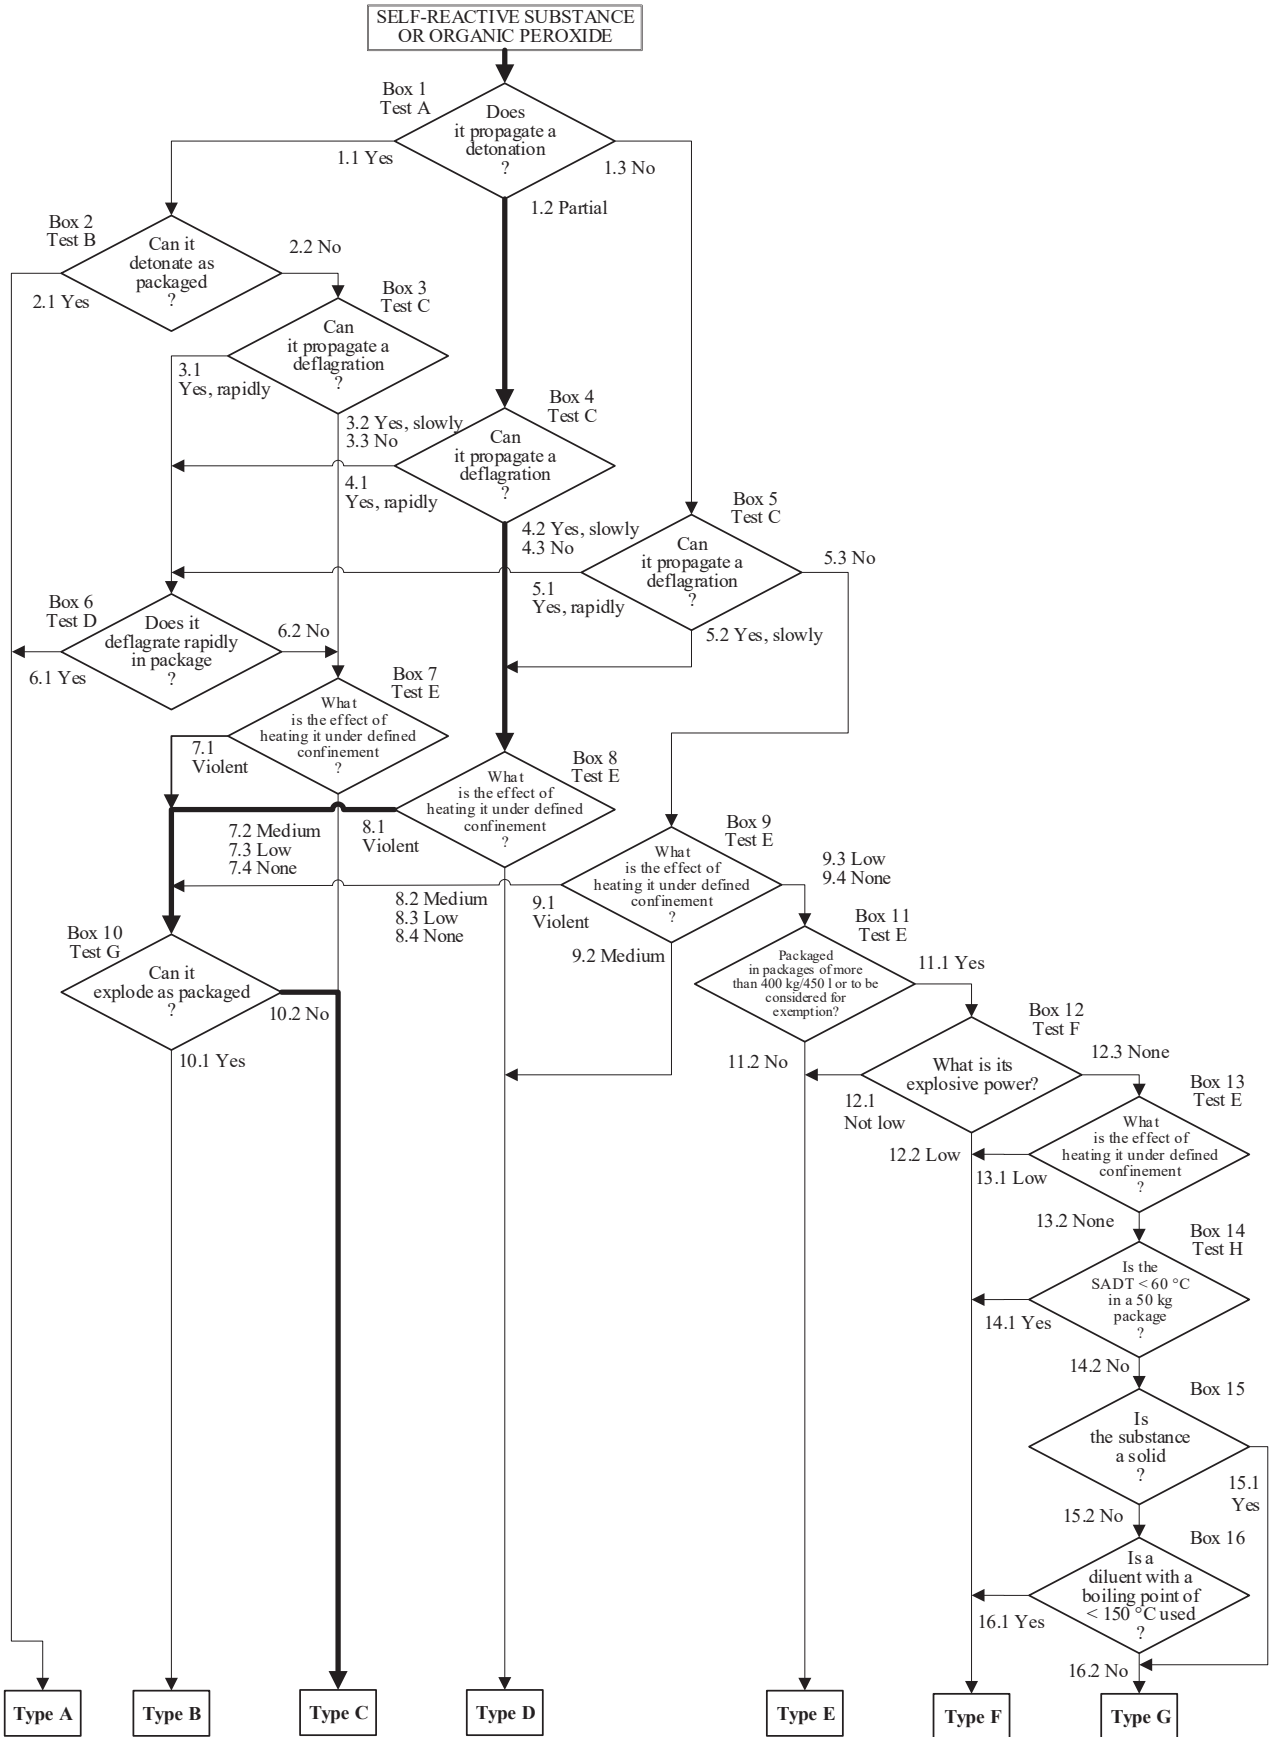 SELF-REACTIVE SUBSTANCE
OR ORGANIC PEROXIDE
Box 1
Test A
Does
it propagate a
detonation
?
1.1 Yes
1.3 No
1.2 Partial
Box 2
Test B
Can it
detonate as
packaged
?
2.2 No
2.1 Yes
Box 3
Test C
Can
it propagate a
deflagration
?
3.1
Yes, rapidly
3.2 Yes, slowly
3.3 No
Box 4
Test C
Can
it propagate a
deflagration
?
4.1
Yes, rapidly
4.2 Yes, slowly
4.3 No
Box 5
Test C
Can
it propagate a
deflagration
?
5.3 No
5.1
Yes, rapidly
5.2 Yes, slowly
Box 6
Test D
Does it
deflagrate rapidly
in package
?
6.2 No
6.1 Yes
Box 7
Test E
What
is the effect of
heating it under defined
confinement
?
7.1
Violent
7.2 Medium
7.3 Low
7.4 None
Box 8
Test E
What
is the effect of
heating it under defined
confinement
?
8.1
Violent
8.2 Medium
8.3 Low
8.4 None
Box 9
Test E
What
is the effect of
heating it under defined
confinement
?
9.3 Low
9.4 None
9.1
Violent
9.2 Medium
Box 10
Test G
Can it
explode as packaged
?
10.2 No
10.1 Yes
Box 11
Test E
Packaged
in packages of more
than 400 kg/450 l or to be
considered for
exemption?
11.1 Yes
11.2 No
Box 12
Test F
What is its
explosive power?
12.3 None
12.1
Not low
12.2 Low
Box 13
Test E
What
is the effect of
heating it under defined
confinement
?
13.1 Low
13.2 None
Box 14
Test H
Is the
SADT < 60 °C
in a 50 kg
package
?
14.1 Yes
14.2 No
Box 15
Is
the substance
a solid
?
15.1
Yes
15.2 No
Box 16
Is a
diluent with a
boiling point of
< 150 °C used
?
16.1 Yes
16.2 No
Type A
Type B
Type C
Type D
Type E
Type F
Type G